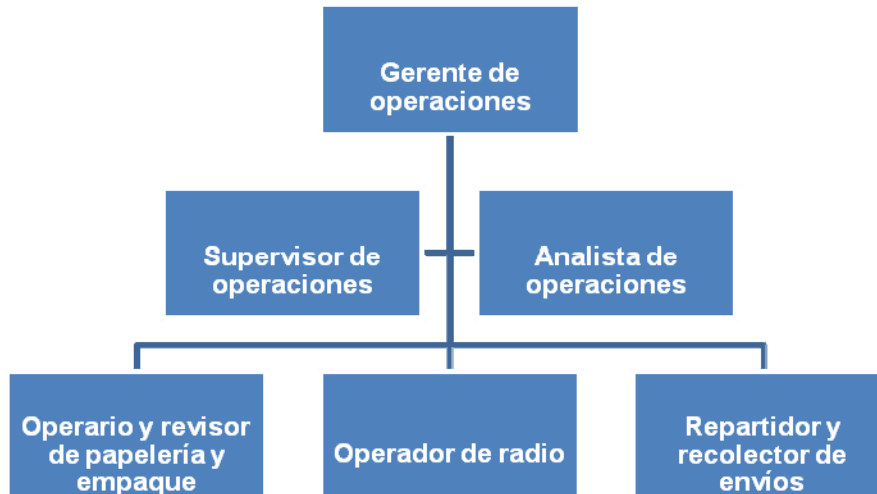 Gerente de
operaciones
Supervisor de
operaciones
Analista de
operaciones
Operario y revisor
de papelería y
empaque
Operador de radio
Repartidor y
recolector de
envíos